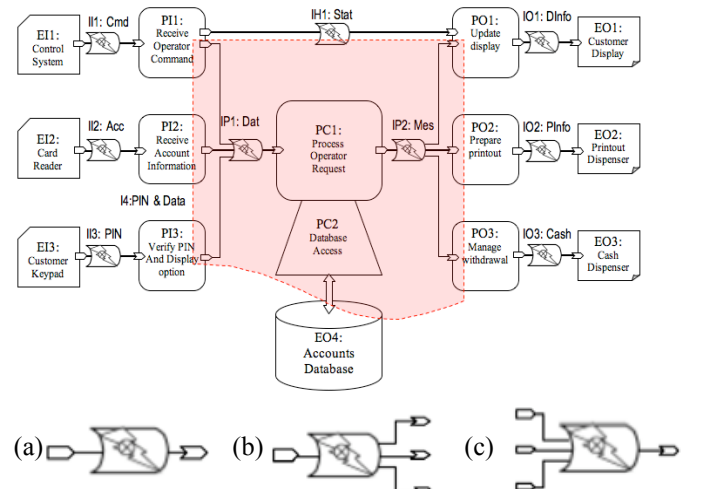 II1: Cmd
IH1: Stat
IO1: DInfo
EI1:
Control
System
PI1:
Receive
Operator
Command
PO1:
Update
display
EO1:
Customer
Display
II2: Acc
IP1: Dat
IP2: Mes
IO2: PInfo
EI2:
Card
Reader
PI2:
Receive
Account
Information
PC1:
Process
Operator
Request
PO2:
Prepare
printout
EO2:
Printout
Dispenser
I4:PIN & Data
II3: PIN
IO3: Cash
EI3:
Customer
Keypad
PI3:
Verify PIN
And Display
option
PC2
Database
Access
PO3:
Manage
withdrawal
EO3:
Cash
Dispenser
EO4:
Accounts
Database
(a) (b) (c)